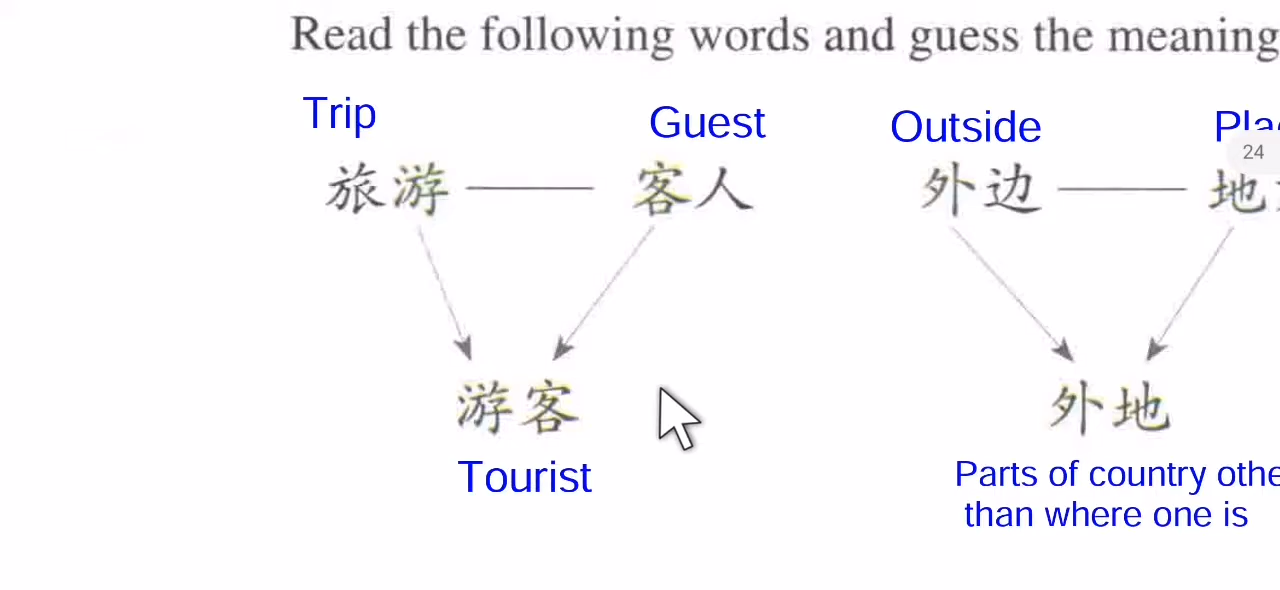 Read the following words and guess the meaning
Trip Guest Outside
24
旅游 客人 外边 地
游客 外地
Tourist
Parts of country othe
than where one is